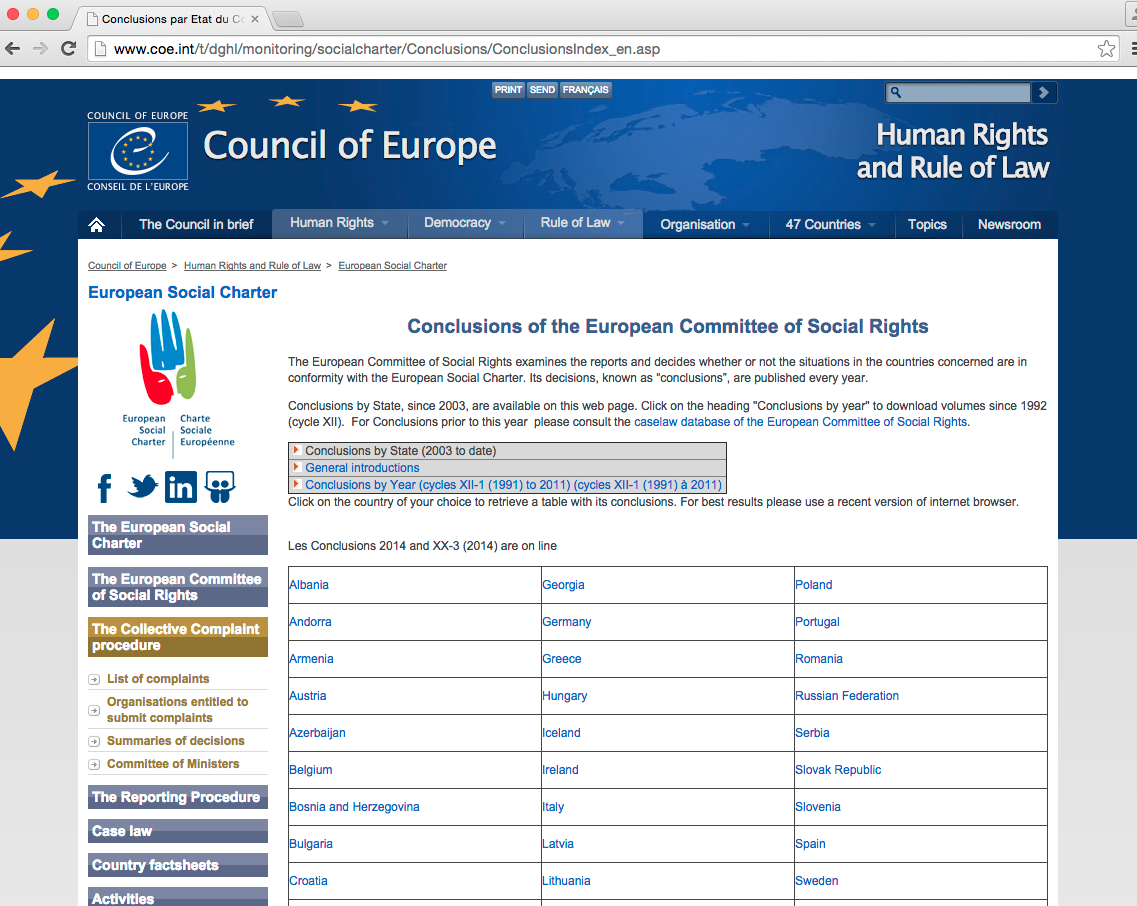 Conclusions par Etat du C
www.coe.int/t/dghl/monitoring/socialcharter/Conclusions/ConclusionsIndex_en.asp
PRINT SEND FRANÇAIS
COUNCIL OF EUROPE
CONSEIL DE L'EUROPE
Council of Europe
Human Rights
and Rule of Law
The Council in brief Human Rights Democracy Rule of Law Organisation 47 Countries Topics Newsroom
Council of Europe > Human Rights and Rule of Law > European Social Charter
European Social Charter
European Social Charter
Charte Sociale Européenne
The European Social
Charter
The European Committee
of Social Rights
The Collective Complaint
procedure
List of complaints
Organisations entitled to
submit complaints
Summaries of decisions
Committee of Ministers
The Reporting Procedure
Case law
Country factsheets
Activities
Conclusions of the European Committee of Social Rights
The European Committee of Social Rights examines the reports and decides whether or not the situations in the countries concerned are in
conformity with the European Social Charter. Its decisions, known as "conclusions", are published every year.
Conclusions by State, since 2003, are available on this web page. Click on the heading "Conclusions by year" to download volumes since 1992
(cycle XII). For Conclusions prior to this year please consult the caselaw database of the European Committee of Social Rights.
Conclusions by State (2003 to date)
General introductions
Conclusions by Year (cycles XII-1 (1991) to 2011) (cycles XII-1 (1991) à 2011)
Click on the country of your choice to retrieve a table with its conclusions. For best results please use a recent version of internet browser.
Les Conclusions 2014 and XX-3 (2014) are on line
Albania Georgia Poland
Andorra Germany Portugal
Armenia Greece Romania
Austria Hungary Russian Federation
Azerbaijan Iceland Serbia
Belgium Ireland Slovak Republic
Bosnia and Herzegovina Italy Slovenia
Bulgaria Latvia Spain
Croatia Lithuania Sweden